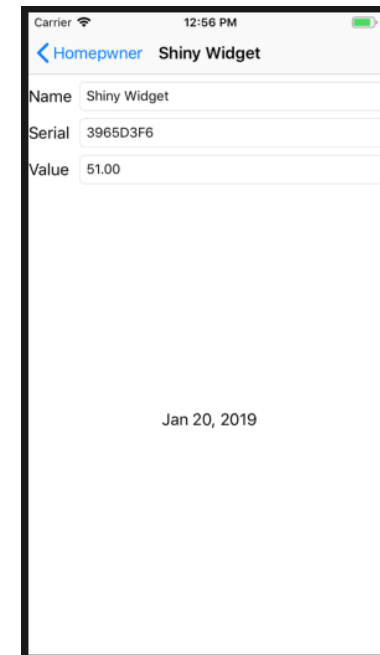 Carrier 12:56 PM
Homepwner Shiny Widget
Name Shiny Widget
Serial 3965D3F6
Value 51.00
Jan 20, 2019